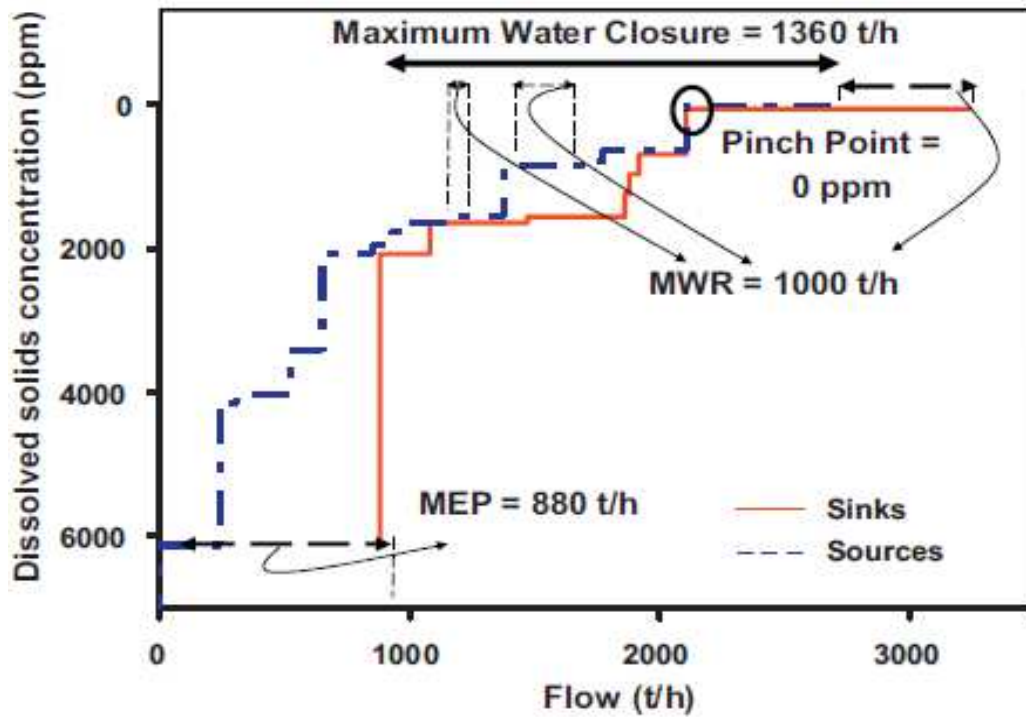 Maximum Water Closure = 1360 t/h
0
Pinch Point =
0 ppm
2000
MWR = 1000 t/h
4000
MEP = 880 t/h
Sinks
6000
Sources
Dissolved solids concentration (ppm)
0
1000
2000
3000
Flow (t/h)